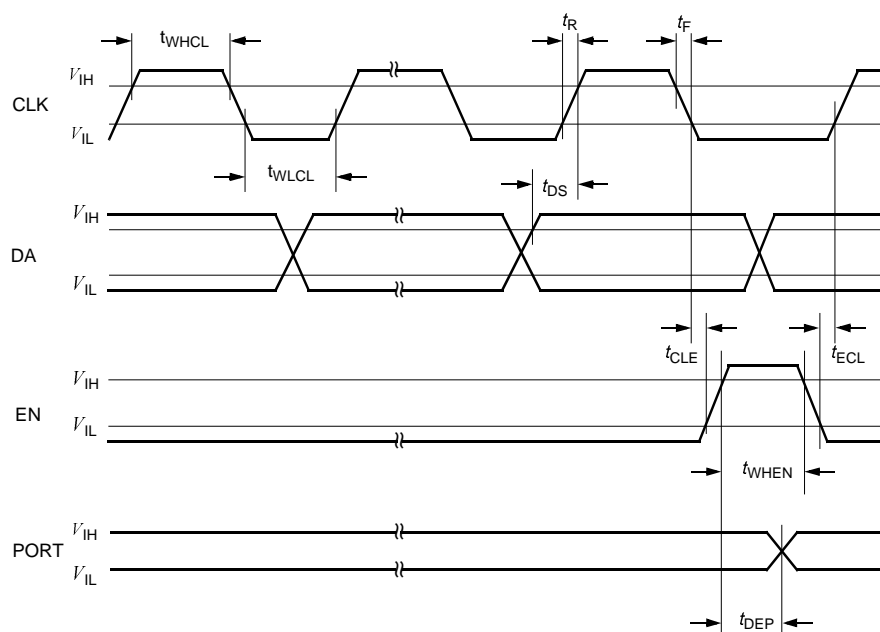 tWHCL
tR
tF
VIH
CLK
VIL
tWLCL
tDS
VIH
DA
VIL
tCLE
tECL
VIH
EN
VIL
tWHEN
VIH
PORT
VIL
tDEP